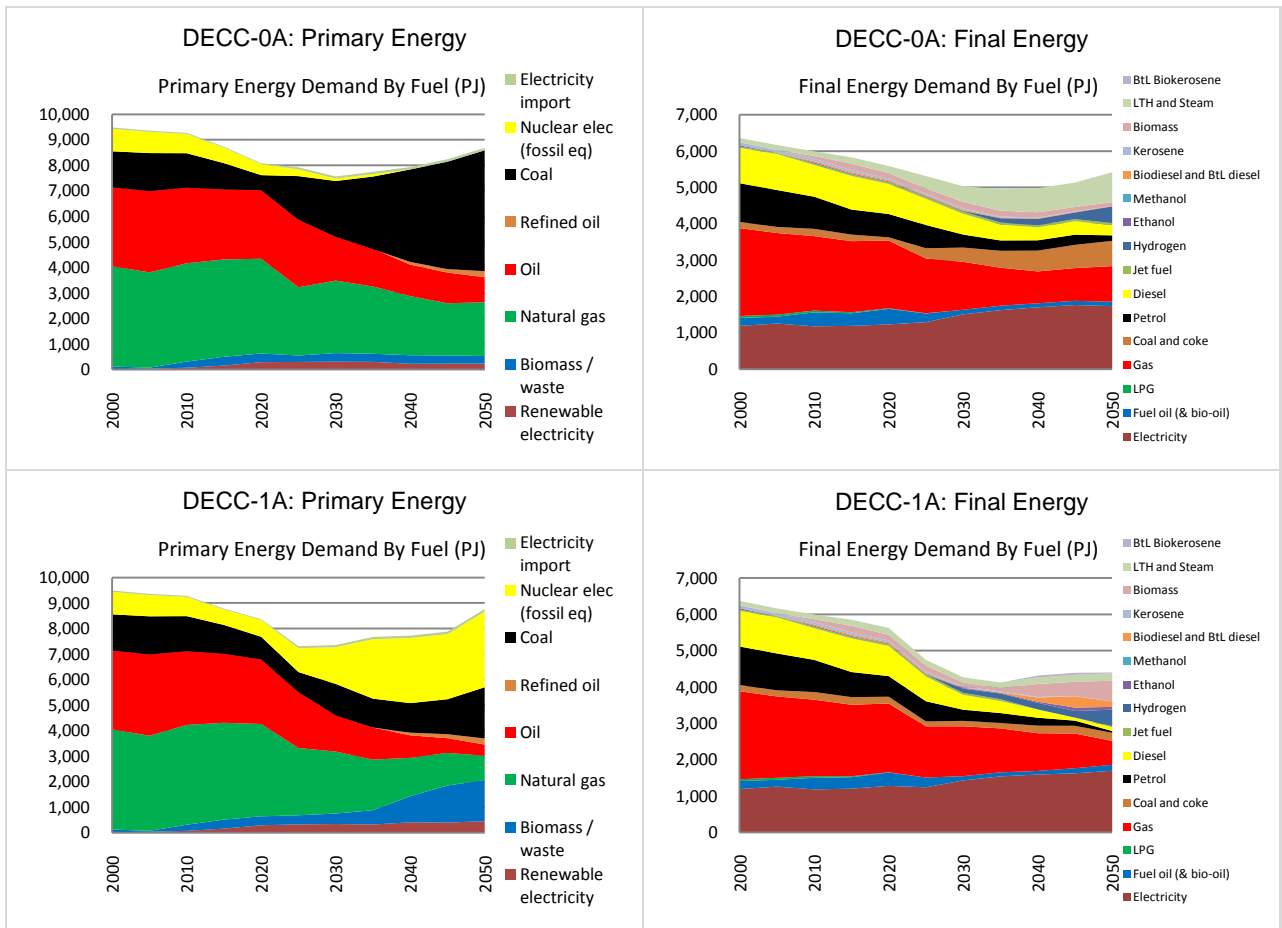 DECC-0A: Primary Energy
Primary Energy Demand By Fuel (PJ)
10,000
9,000
8,000
7,000
6,000
5,000
4,000
3,000
2,000
1,000
0
2000
2010
2020
2030
2040
2050
Electricity
import
Nuclear elec
(fossil eq)
Coal
Refined oil
Oil
Natural gas
Biomass /
waste
Renewable
electricity
DECC-0A: Final Energy
Final Energy Demand By Fuel (PJ)
7,000
6,000
5,000
4,000
3,000
2,000
1,000
0
2000
2010
2020
2030
2040
2050
BtL Biokerosene
LTH and Steam
Biomass
Kerosene
Biodiesel and BtL diesel
Methanol
Ethanol
Hydrogen
Jet fuel
Diesel
Petrol
Coal and coke
Gas
LPG
Fuel oil (& bio-oil)
Electricity
DECC-1A: Primary Energy
Primary Energy Demand By Fuel (PJ)
10,000
9,000
8,000
7,000
6,000
5,000
4,000
3,000
2,000
1,000
0
2000
2010
2020
2030
2040
2050
Electricity
import
Nuclear elec
(fossil eq)
Coal
Refined oil
Oil
Natural gas
Biomass /
waste
Renewable
electricity
DECC-1A: Final Energy
Final Energy Demand By Fuel (PJ)
7,000
6,000
5,000
4,000
3,000
2,000
1,000
0
2000
2010
2020
2030
2040
2050
BtL Biokerosene
LTH and Steam
Biomass
Kerosene
Biodiesel and BtL diesel
Methanol
Ethanol
Hydrogen
Jet fuel
Diesel
Petrol
Coal and coke
Gas
LPG
Fuel oil (& bio-oil)
Electricity